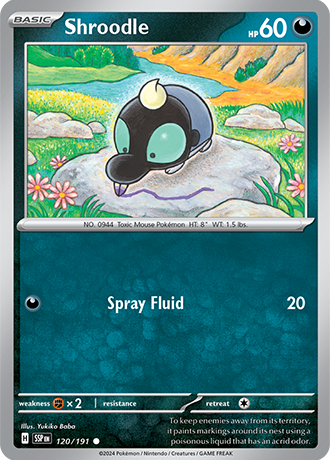 BASIC
Shroodle
HP 60
NO. 0944 Toxic Mouse Pokémon HT: 8" WT: 1.5 lbs.
Spray Fluid 20
weakness ×2 resistance retreat
Illus. Yukiko Baba
H SSP EN 120/191
To keep enemies away from its territory,
it paints markings around its nest using a
poisonous liquid that has an acrid odor.
©2024 Pokémon / Nintendo / Creatures / GAME FREAK